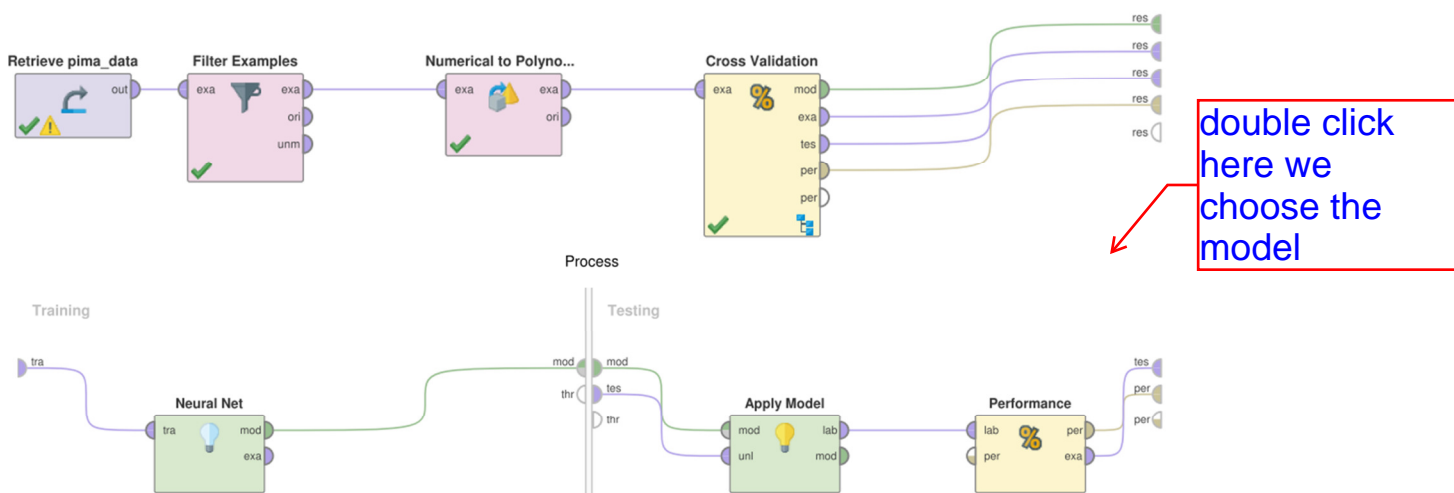 Retrieve pima_data
Filter Examples
Numerical to Polyno...
Cross Validation
out
exa
exa
ori
unm
exa
exa
ori
exa
mod
exa
tes
per
per
res
res
res
res
res
double click
here we
choose the
model
Process
Training
Testing
tra
mod
thr
mod
tes
thr
tes
per
per
Neural Net
tra
mod
exa
Apply Model
mod
lab
unl
mod
Performance
lab
per
per
exa